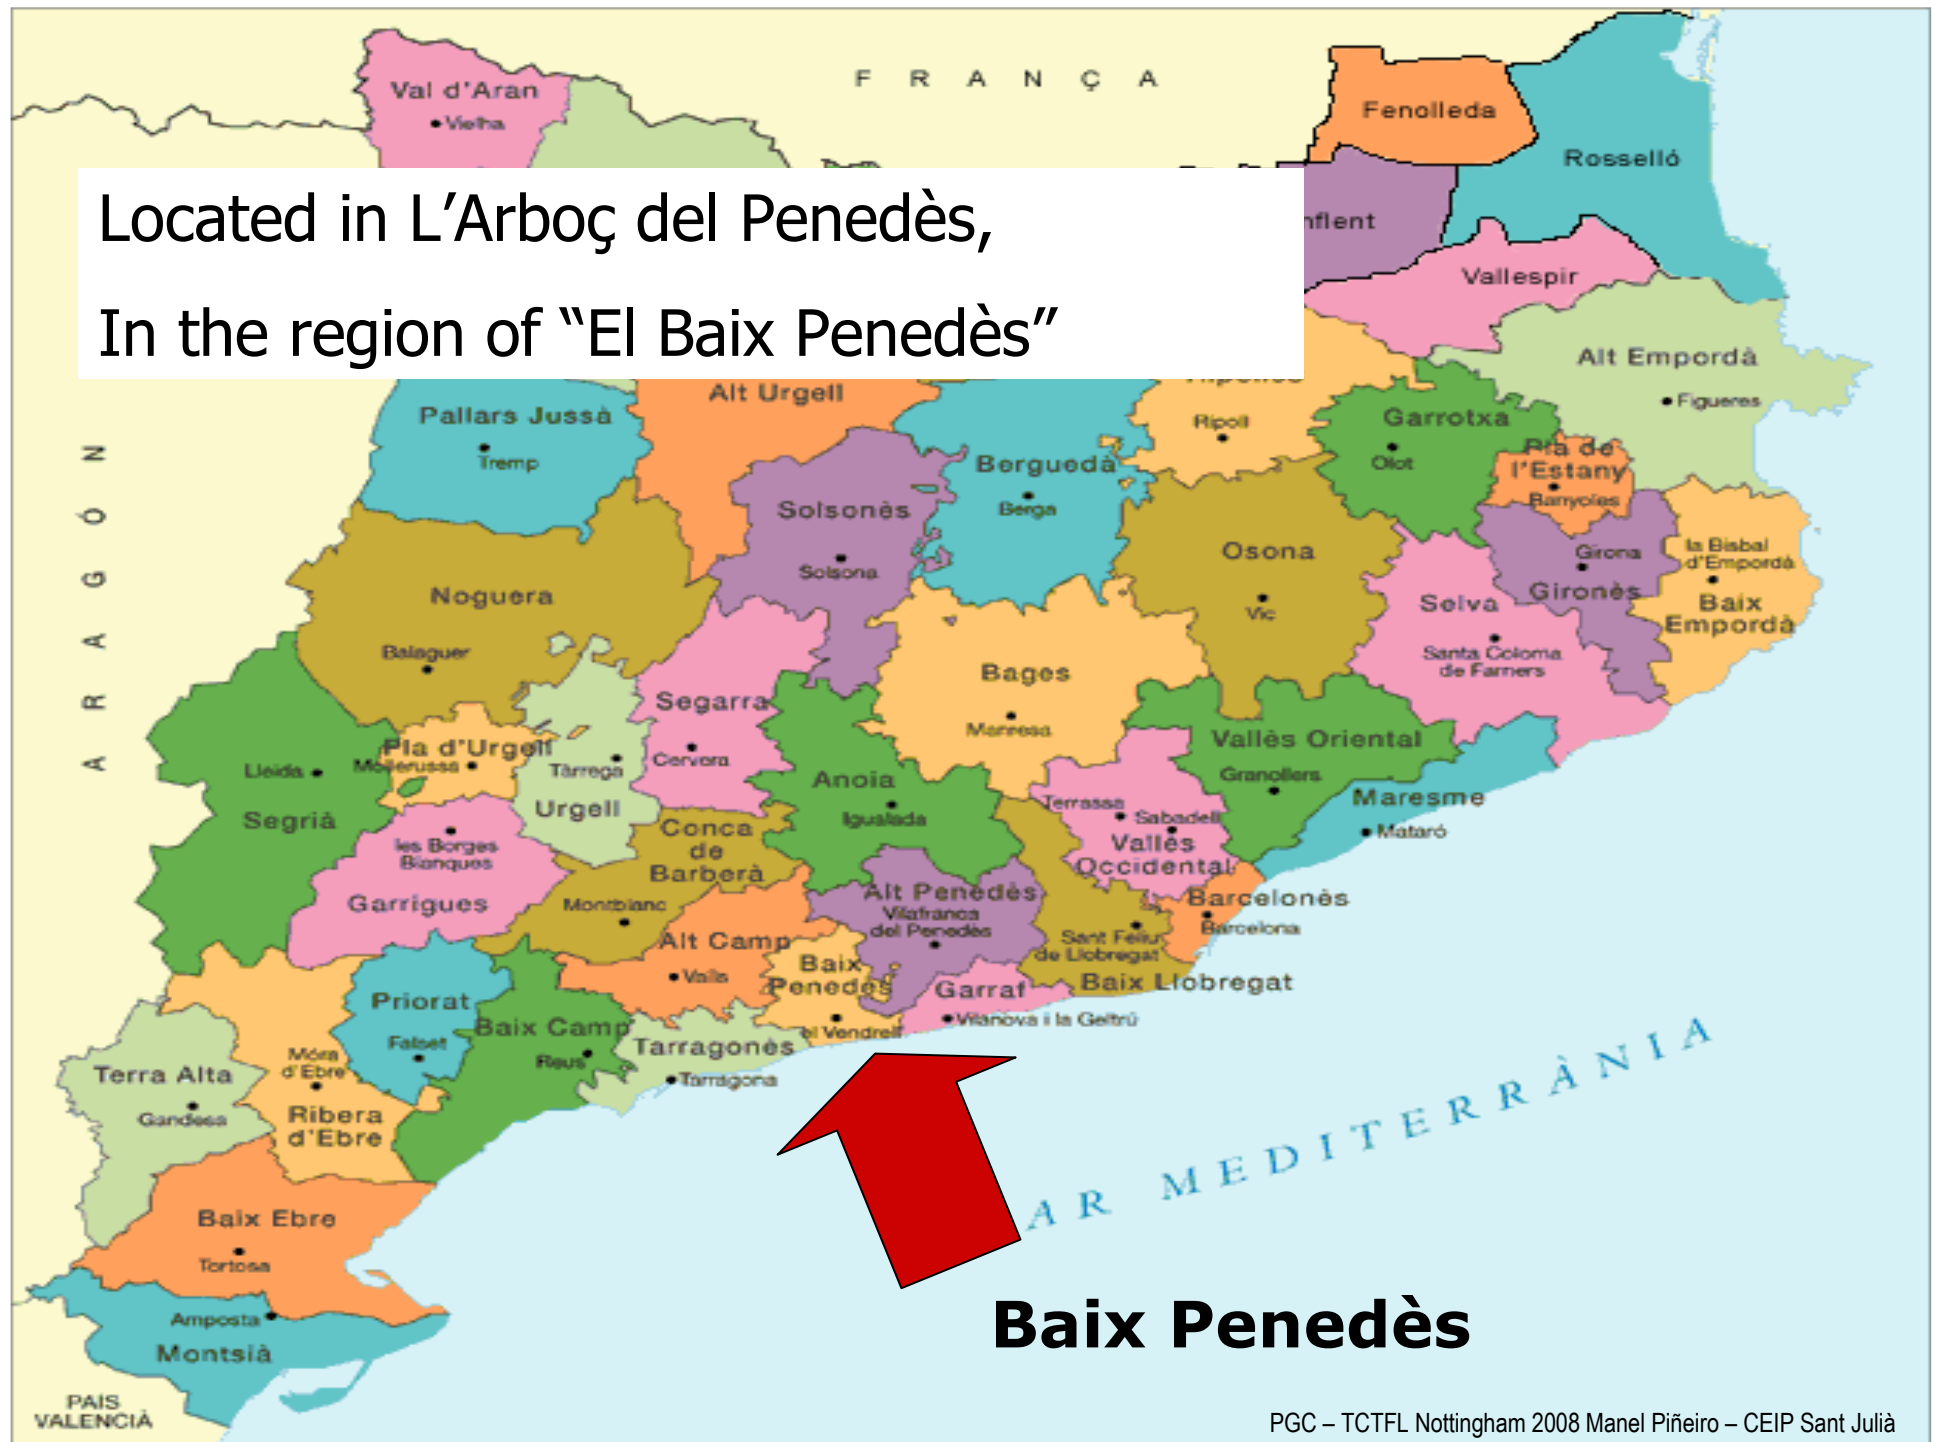 FRANÇA
Val d'Aran
Vielha
Fenolleda
Rosselló
Located in L'Arboç del Penedès,
In the region of “El Baix Penedès”
nflent
Vallespir
Alt Empordà
Figueres
Alt Urgell
Pallars Jussà
Tremp
Ripoll
Garrotxa
Olot
Pla de
l'Estany
Banyoles
Berguedà
Berga
Solsonès
Solsona
Osona
Vic
Girona
Gironès
la Bisbal
d'Empordà
Baix
Empordà
Selva
Santa Coloma
de Farners
Noguera
Balaguer
ARAGÓN
Bages
Manresa
Segarra
Cervera
Pla d'Urgell
Mollerussa
Tàrrega
Urgell
Lleida
Segrià
Anoia
Igualada
Vallès Oriental
Granollers
Maresme
Mataró
Terrassa
Sabadell
Vallès
Occidental
Conca
de
Barberà
Montblanc
les Borges
Blanques
Garrigues
Alt Penedès
Vilafranca
del Penedès
Barcelonès
Barcelona
Sant Feliu
de Llobregat
Baix Llobregat
Alt Camp
Valls
Baix
Penedès
el Vendrell
Garraf
Vilanova i la Geltrú
Priorat
Falset
Baix Camp
Reus
Tarragonès
Tarragona
Terra Alta
Gandesa
Móra
d'Ebre
Ribera
d'Ebre
AR MEDITERRÀNIA
Baix Ebre
Tortosa
Amposta
Montsià
PAÍS
VALENCIÀ
Baix Penedès
PGC – TCTFL Nottingham 2008 Manel Piñeiro – CEIP Sant Julià